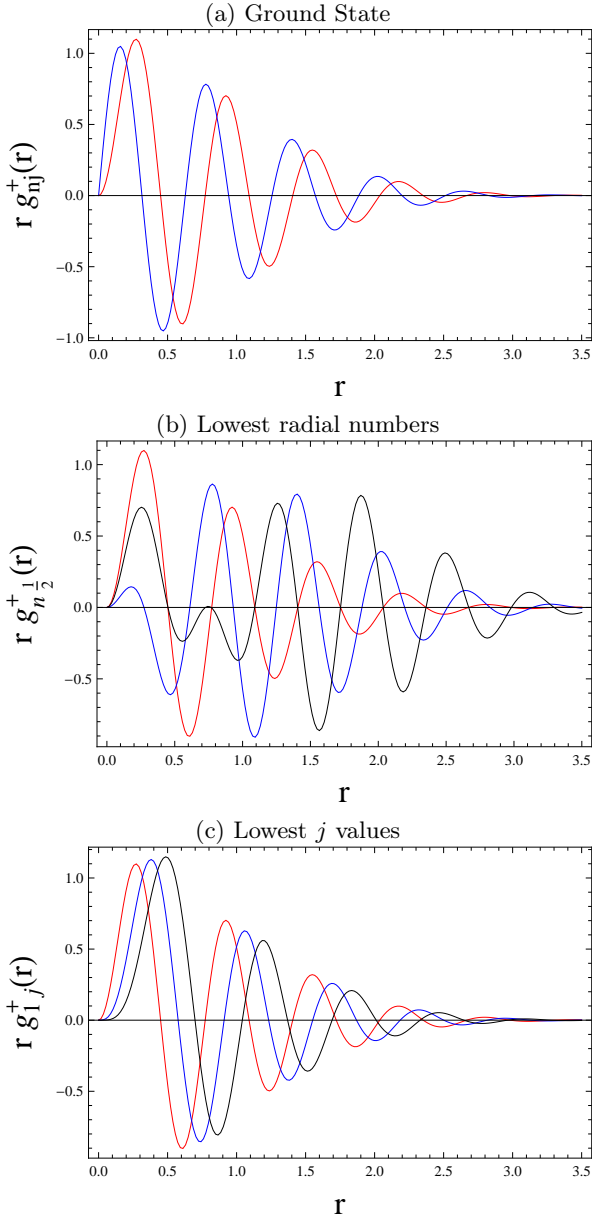 (a) Ground State
r g⁺ₙⱼ(r)
1.0
0.5
0.0
−0.5
−1.0
0.0 0.5 1.0 1.5 2.0 2.5 3.0 3.5
r
(b) Lowest radial numbers
r g⁺ₙ ½(r)
1.0
0.5
0.0
−0.5
0.0 0.5 1.0 1.5 2.0 2.5 3.0 3.5
r
(c) Lowest j values
r g⁺₁ ⱼ(r)
1.0
0.5
0.0
−0.5
0.0 0.5 1.0 1.5 2.0 2.5 3.0 3.5
r